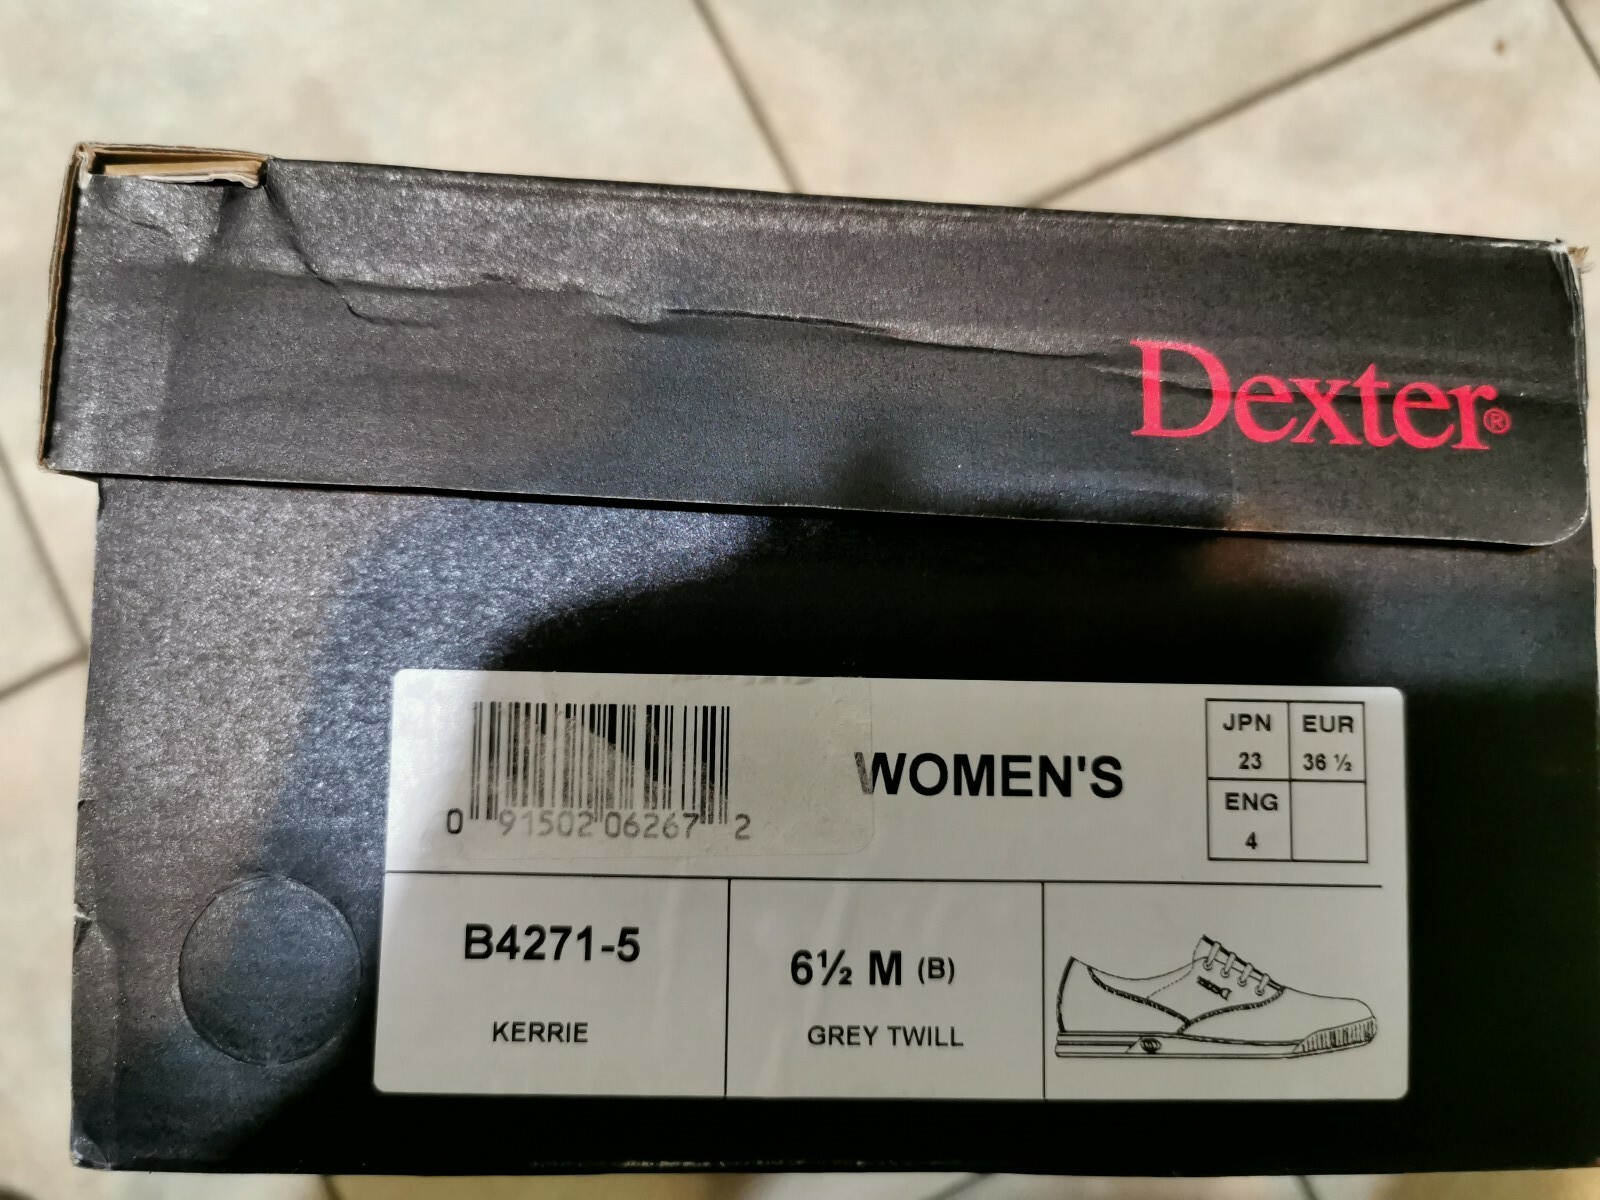 Dexter®
WOMEN'S
JPN
23
EUR
36 ½
ENG
4
0 91502 06267 2
B4271-5
KERRIE
6½ M (B)
GREY TWILL